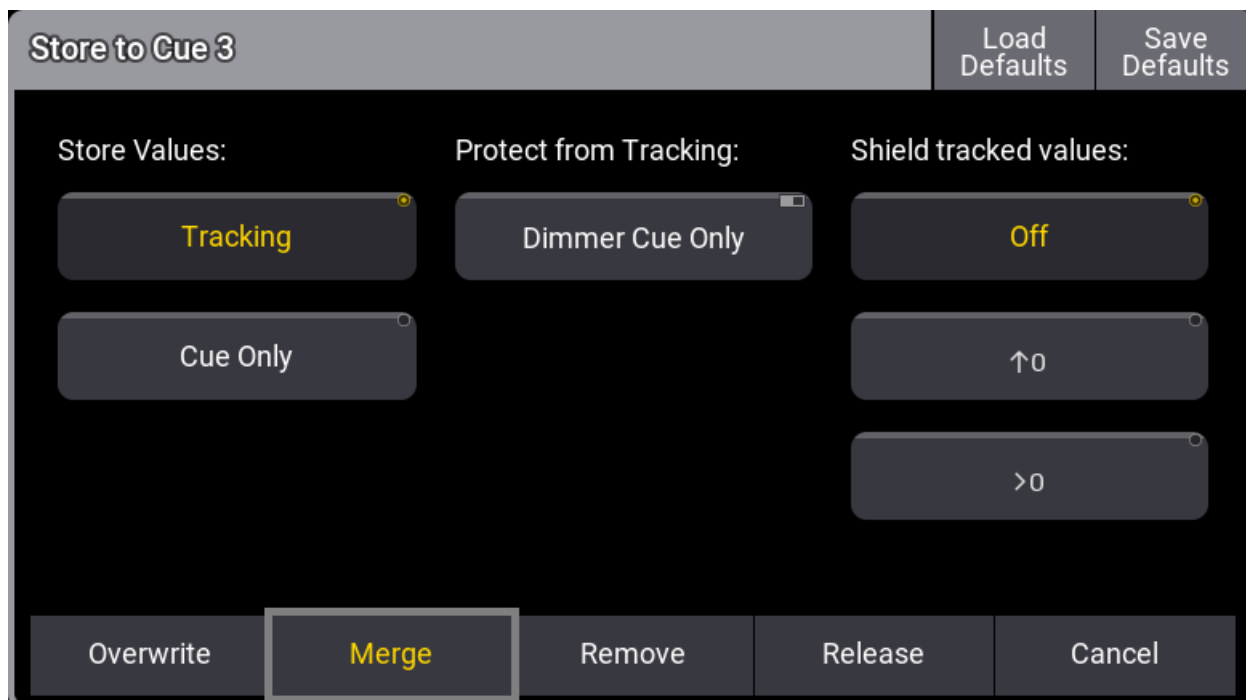 Store to Cue 3
Load
Defaults
Save
Defaults
Store Values:
Protect from Tracking:
Shield tracked values:
Tracking
Dimmer Cue Only
Off
Cue Only
↑0
>0
Overwrite
Merge
Remove
Release
Cancel